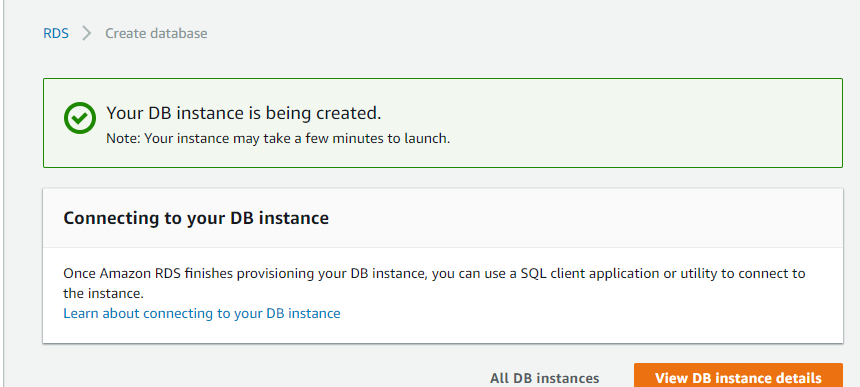 RDS > Create database
Your DB instance is being created.
Note: Your instance may take a few minutes to launch.
Connecting to your DB instance
Once Amazon RDS finishes provisioning your DB instance, you can use a SQL client application or utility to connect to
the instance.
Learn about connecting to your DB instance
All DB instances View DB instance details